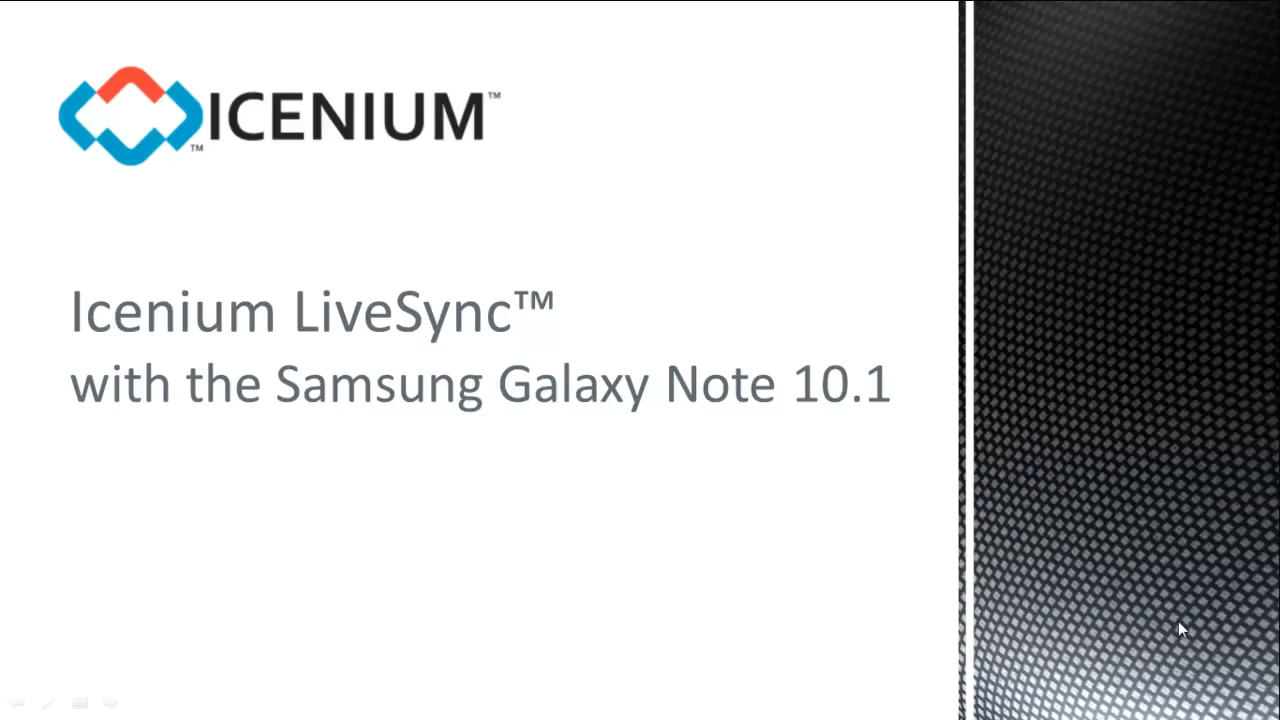 ICENIUM™
™
Icenium LiveSync™
with the Samsung Galaxy Note 10.1